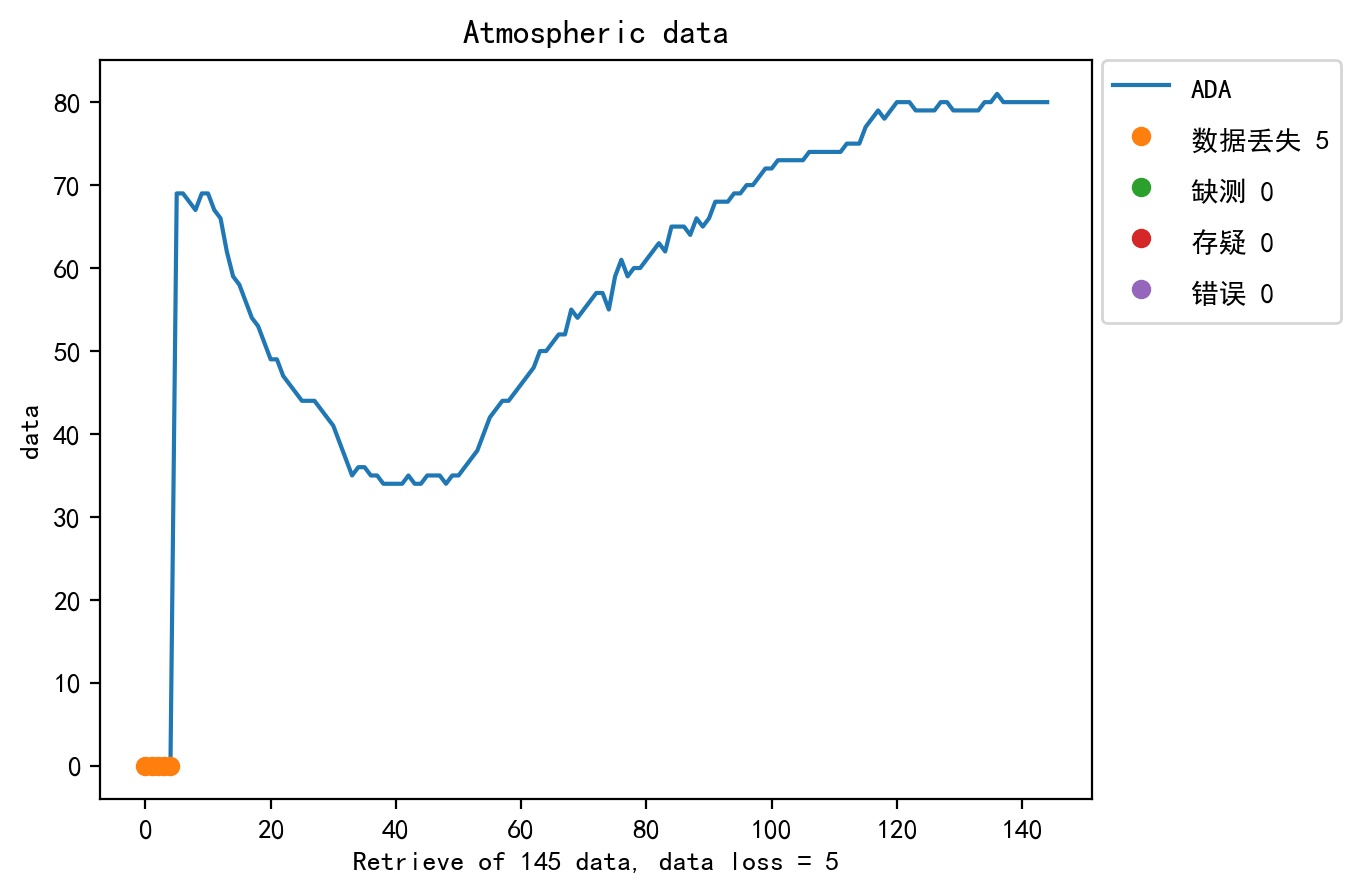 Atmospheric data
ADA
数据丢失 5
缺测 0
存疑 0
错误 0
80
70
60
50
40
30
20
10
0
data
0 20 40 60 80 100 120 140
Retrieve of 145 data, data loss = 5